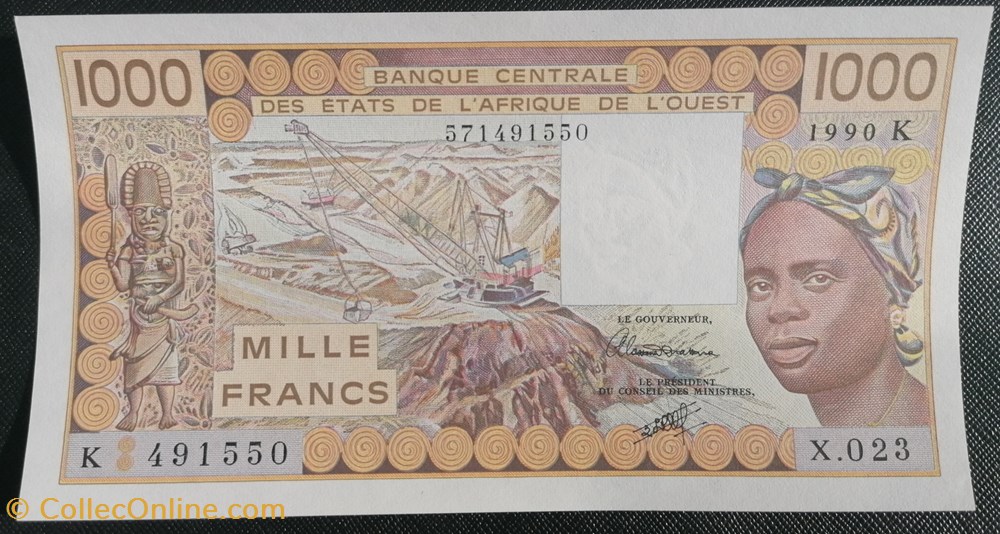 1000
BANQUE CENTRALE
1000
DES ÉTATS DE L'AFRIQUE DE L'OUEST
571491550
1990 K
LE GOUVERNEUR,
LE PRÉSIDENT
DU CONSEIL DES MINISTRES,
MILLE
FRANCS
K 491550
X.023
© CollecOnline.com